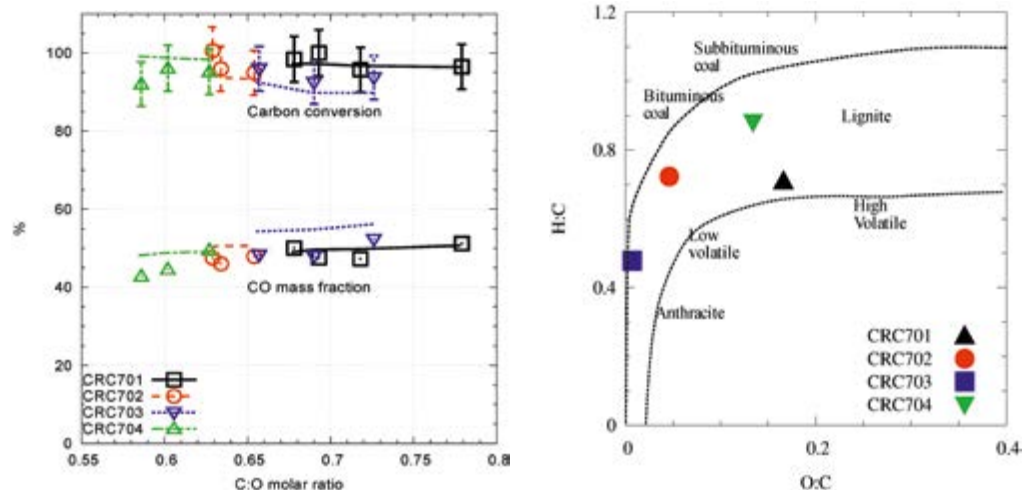 120
100
80
60
40
20
0
%
Carbon conversion
CO mass fraction
CRC701
CRC702
CRC703
CRC704
0.55
0.6
0.65
0.7
0.75
0.8
C:O molar ratio
1.2
0.8
0.4
0
H:C
Subbituminous
coal
Bituminous
coal
Lignite
High
Volatile
Low
volatile
Anthracite
CRC701
CRC702
CRC703
CRC704
0
0.2
0.4
O:C